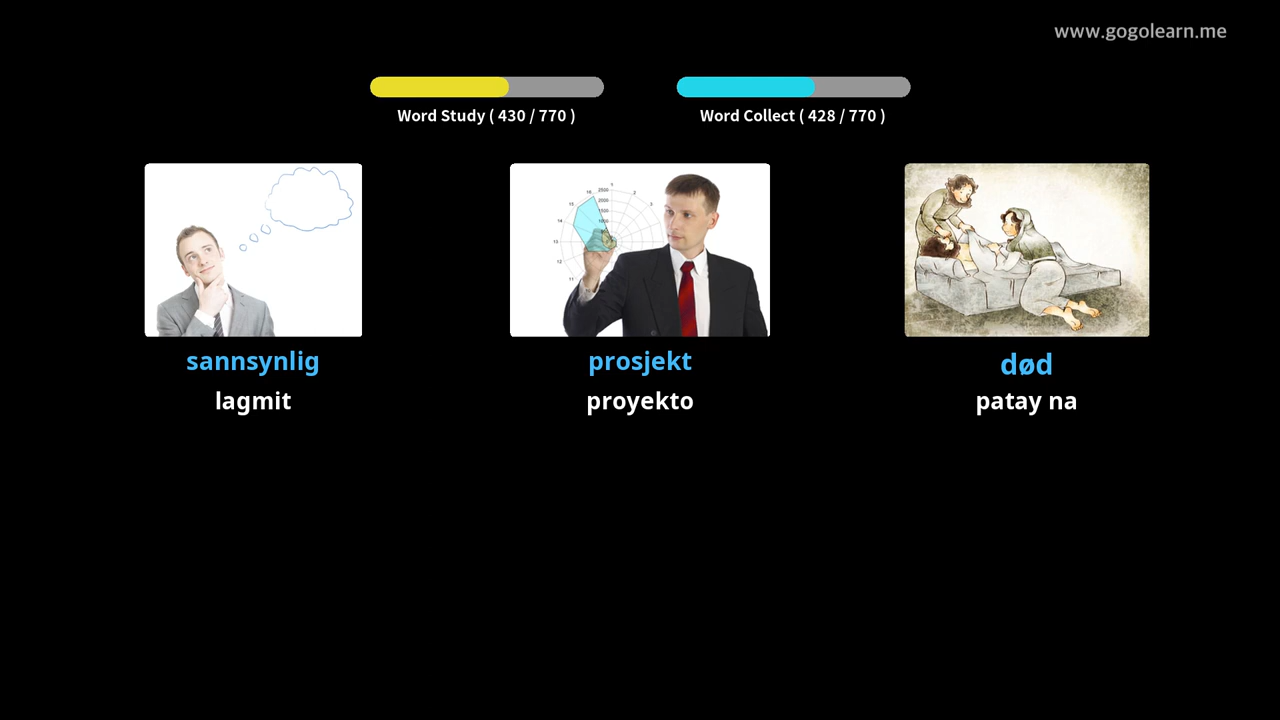 www.gogolearn.me
Word Study ( 430 / 770 )
Word Collect ( 428 / 770 )
sannsynlig
lagmit
prosjekt
proyekto
død
patay na